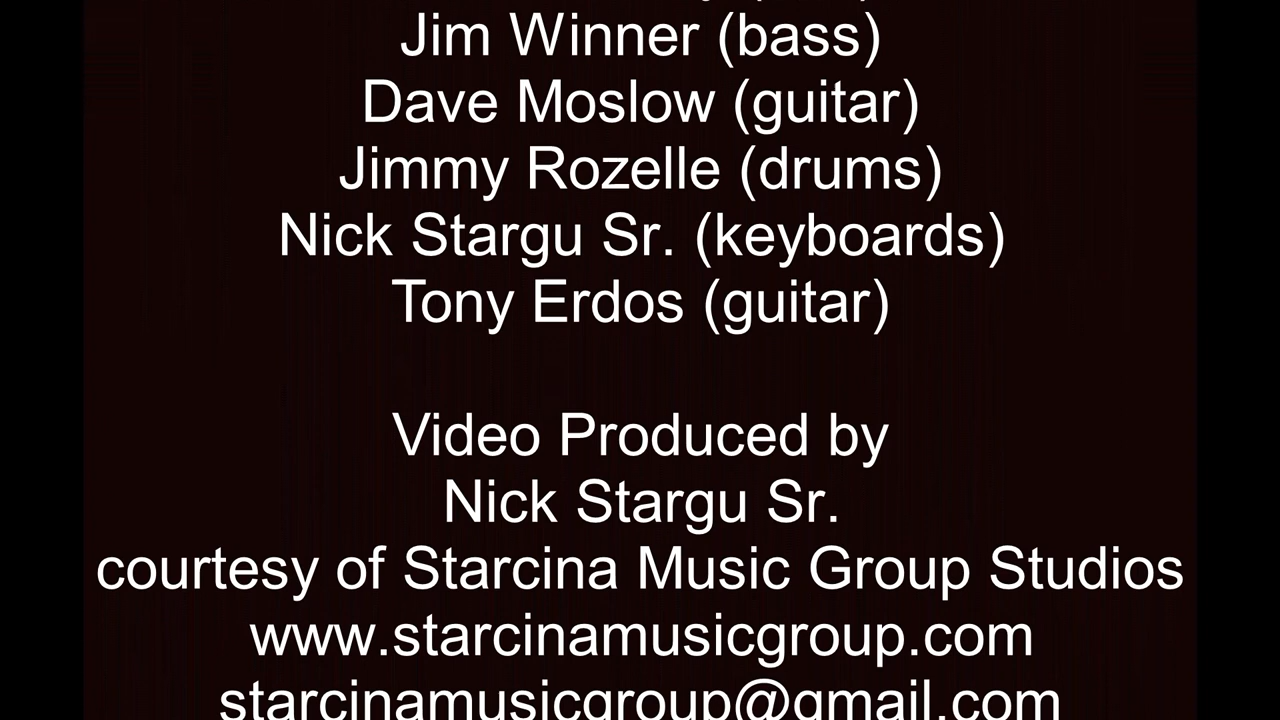 Jim Winner (bass)
Dave Moslow (guitar)
Jimmy Rozelle (drums)
Nick Stargu Sr. (keyboards)
Tony Erdos (guitar)
Video Produced by
Nick Stargu Sr.
courtesy of Starcina Music Group Studios
www.starcinamusicgroup.com
starcinamusicgroup@gmail.com